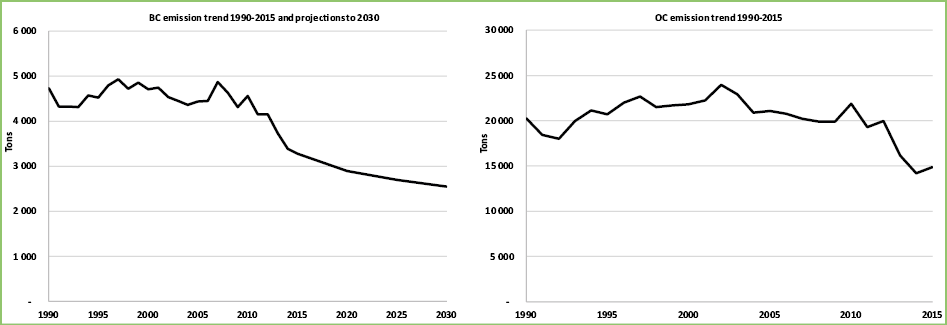 BC emission trend 1990-2015 and projections to 2030
6 000
5 000
4 000
3 000
2 000
1 000
-
Tons
1990 1995 2000 2005 2010 2015 2020 2025 2030
OC emission trend 1990-2015
30 000
25 000
20 000
15 000
10 000
5 000
-
Tons
1990 1995 2000 2005 2010 2015